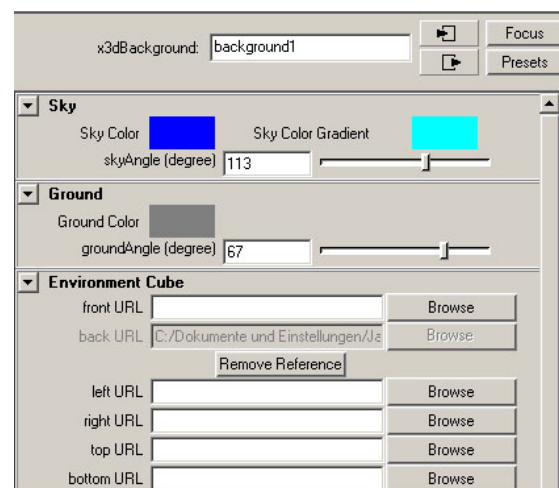 x3dBackground: background1 Focus
Presets
Sky
Sky Color Sky Color Gradient
skyAngle (degree) 113
Ground
Ground Color
groundAngle (degree) 67
Environment Cube
front URL Browse
back URL C:/Dokumente und Einstellungen/Ja Browse
Remove Reference
left URL Browse
right URL Browse
top URL Browse
bottom URL Browse